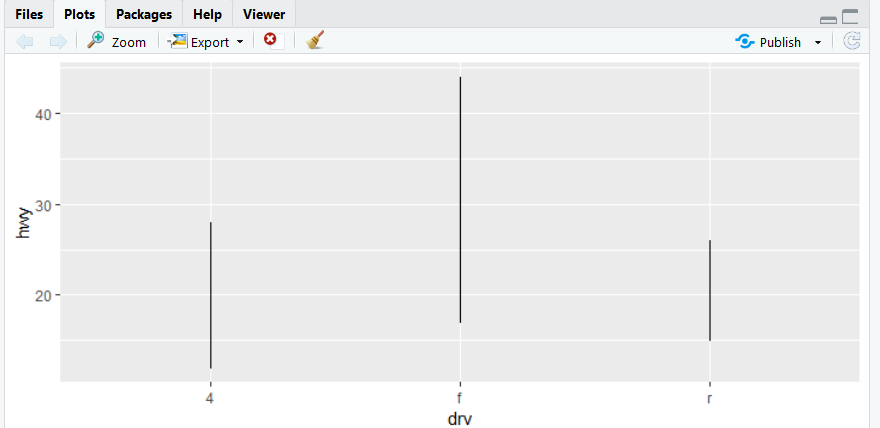 Files Plots Packages Help Viewer
Zoom Export Publish
40
30
20
hwy
4 f r
drv